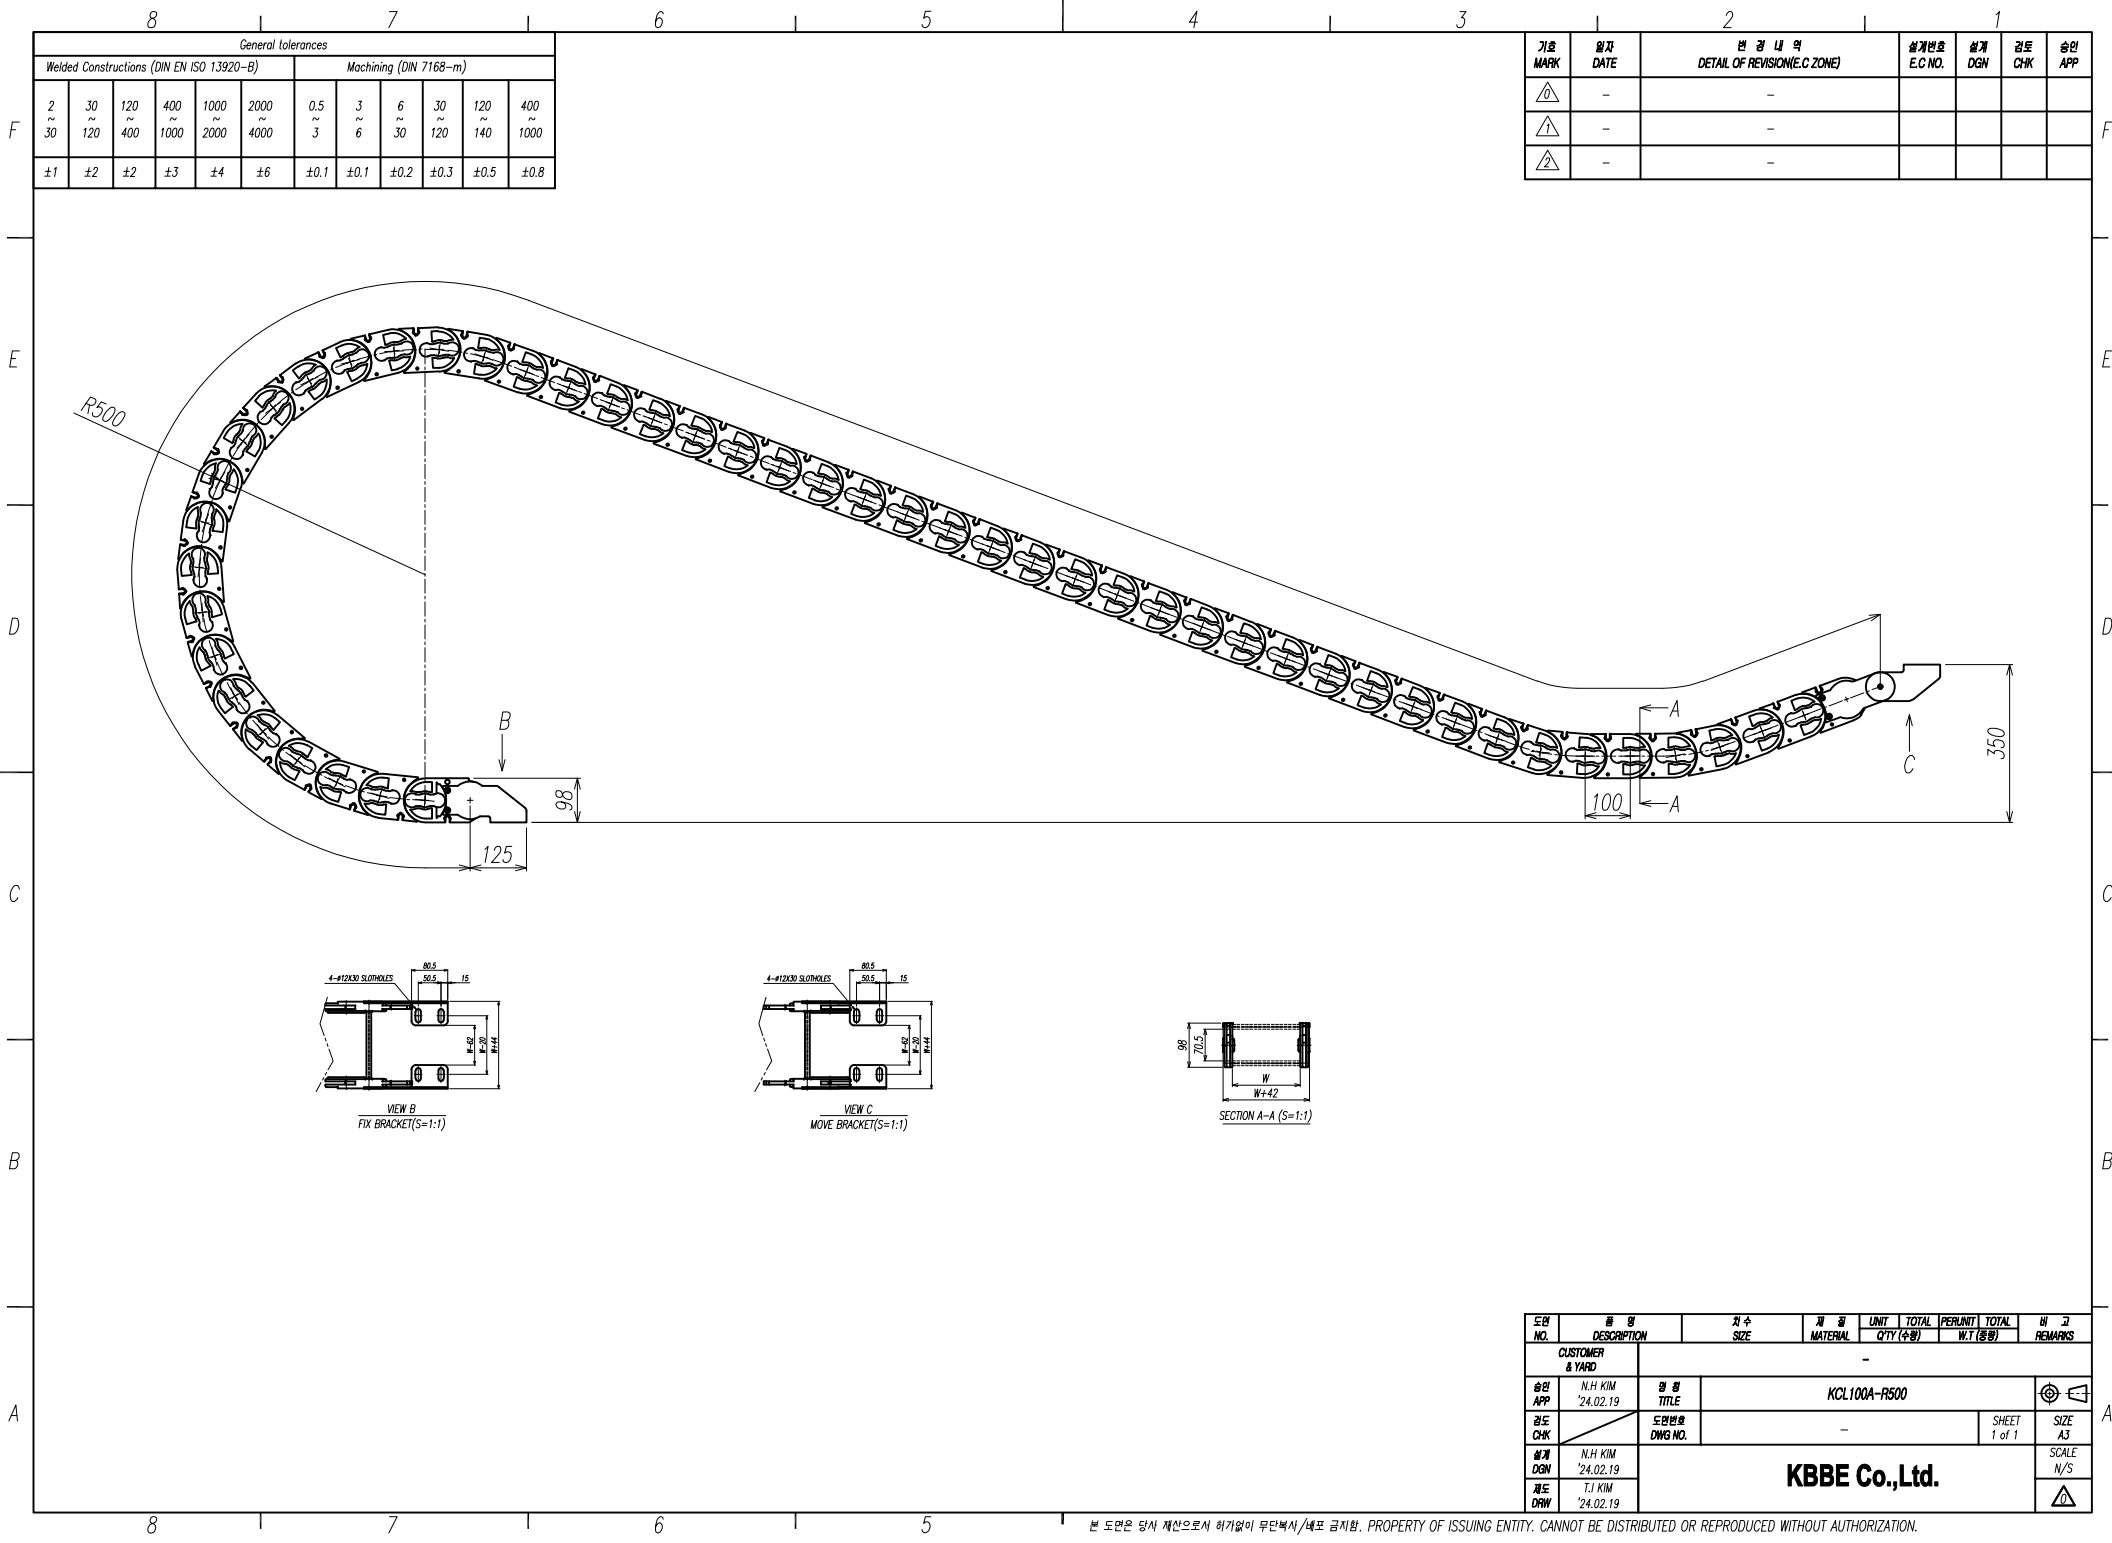 8 7 6 5 4 3 2 1
General tolerances
Welded Constructions (DIN EN ISO 13920-B) Machining (DIN 7168-m)
2 30 120 400 1000 2000 0.5 3 6 30 120 400
~ ~ ~ ~ ~ ~ ~ ~ ~ ~ ~ ~
30 120 400 1000 2000 4000 3 6 30 120 140 1000
±1 ±2 ±2 ±3 ±4 ±6 ±0.1 ±0.1 ±0.2 ±0.3 ±0.5 ±0.8
기호 일자 변 경 내 역 설계번호 설계 검토 승인
MARK DATE DETAIL OF REVISION(E.C ZONE) E.C NO. DGN CHK APP
0 - -
1 - -
2 - -
F F
E E
R500
D D
B
A
C
350
98
100
A
125
C C
80.5
4-ø12X30 SLOTHOLES 50.5 15
W-62 W-20 W+44
VIEW B
FIX BRACKET(S=1:1)
80.5
4-ø12X30 SLOTHOLES 50.5 15
W-62 W-20 W+44
VIEW C
MOVE BRACKET(S=1:1)
98 70.5
W
W+42
SECTION A-A (S=1:1)
B B
도면 품 명 치 수 재 질 UNIT TOTAL PERUNIT TOTAL 비 고
NO. DESCRIPTION SIZE MATERIAL Q'TY (수량) W.T (중량) REMARKS
CUSTOMER
& YARD -
승인 N.H KIM 명 칭 KCL100A-R500
APP '24.02.19 TITLE
검도 도면번호 - SHEET SIZE
CHK DWG NO. 1 of 1 A3
설계 N.H KIM SCALE
DGN '24.02.19 N/S
KBBE Co.,Ltd.
제도 T.I KIM
DRW '24.02.19 0
A A
8 7 6 5
본 도면은 당사 재산으로서 허가없이 무단복사/배포 금지함. PROPERTY OF ISSUING ENTITY. CANNOT BE DISTRIBUTED OR REPRODUCED WITHOUT AUTHORIZATION.